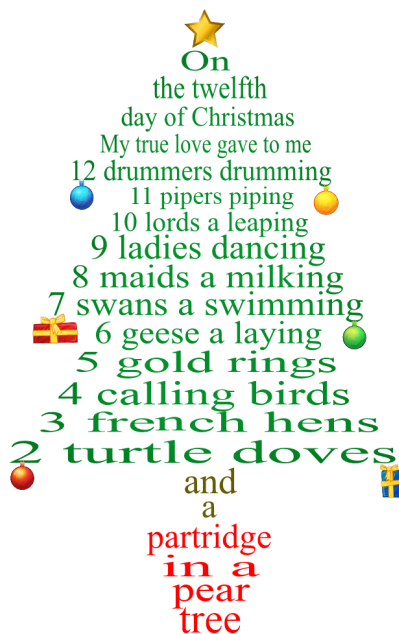 On
the twelfth
day of Christmas
My true love gave to me
12 drummers drumming
11 pipers piping
10 lords a leaping
9 ladies dancing
8 maids a milking
7 swans a swimming
6 geese a laying
5 gold rings
4 calling birds
3 french hens
2 turtle doves
and
a
partridge
in a
pear
tree